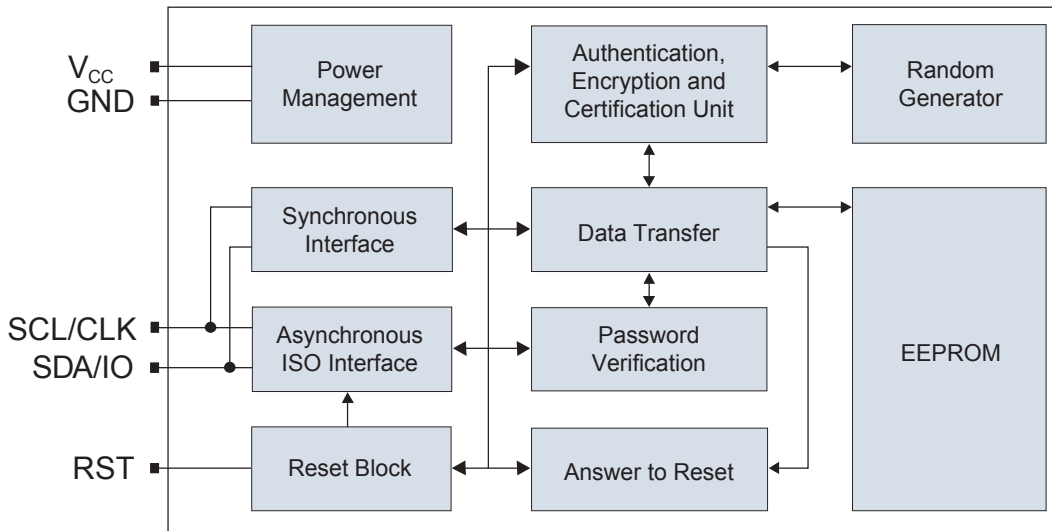 V_CC
GND
Power
Management
Authentication,
Encryption and
Certification Unit
Random
Generator
Synchronous
Interface
Data Transfer
SCL/CLK
SDA/IO
Asynchronous
ISO Interface
Password
Verification
EEPROM
RST
Reset Block
Answer to Reset